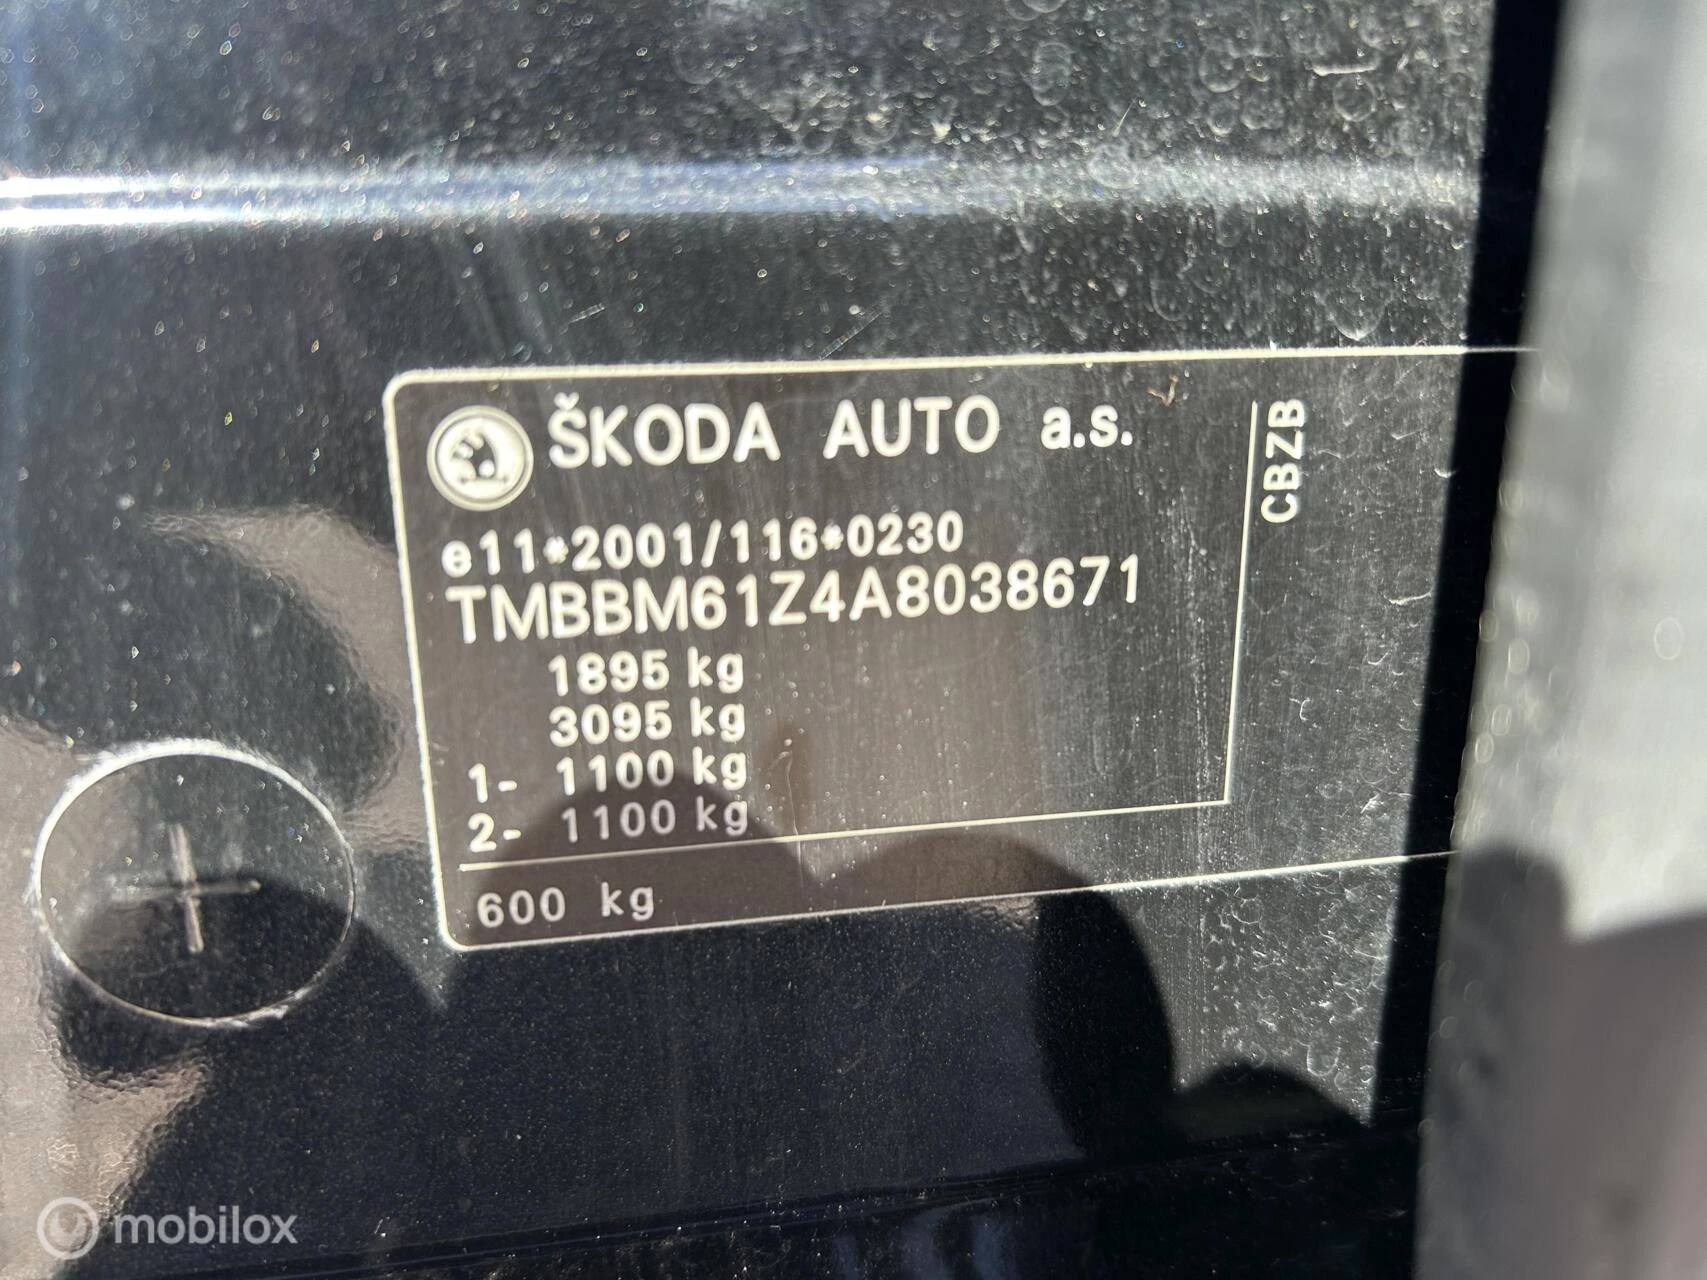 ŠKODA AUTO a.s.
CBZB
e11*2001/116*0230
TMBBM61Z4A8038671
1895 kg
3095 kg
1- 1100 kg
2- 1100 kg
600 kg
mobilox